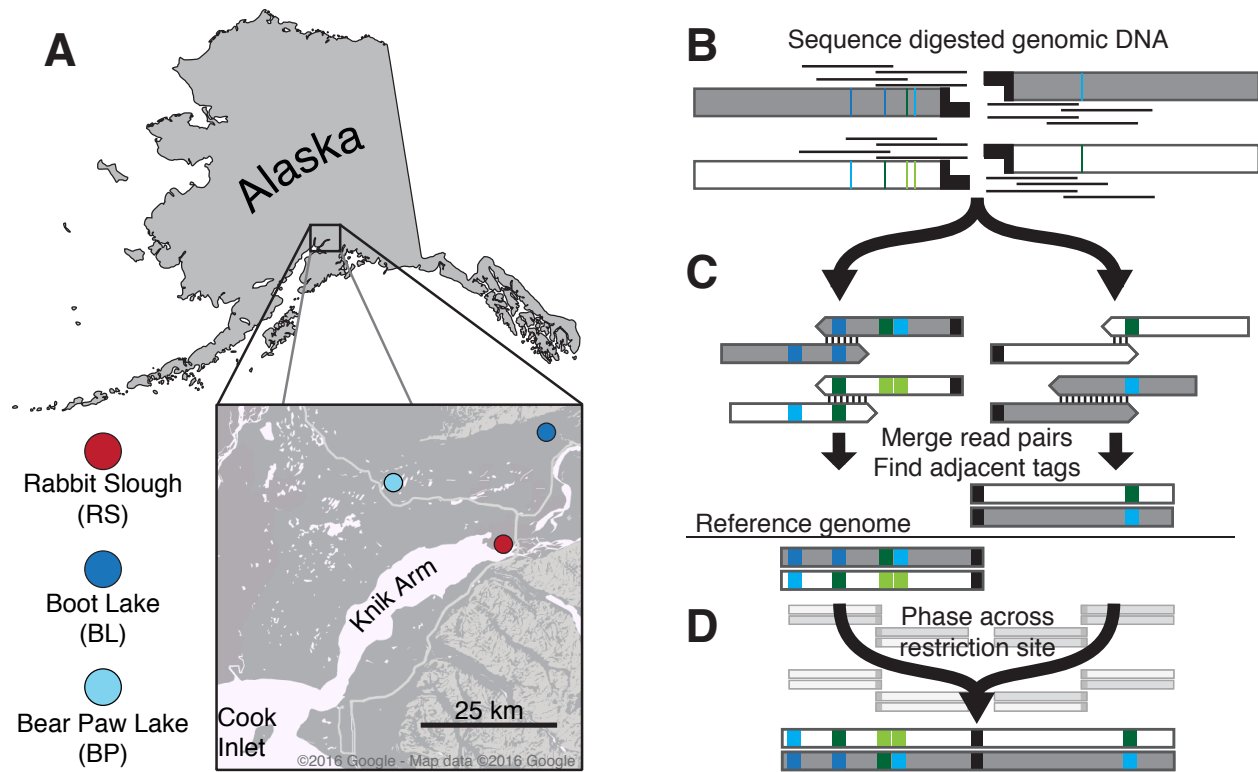 A
Alaska
Rabbit Slough
(RS)
Boot Lake
(BL)
Bear Paw Lake
(BP)
Knik Arm
Cook
Inlet
25 km
©2016 Google - Map data ©2016 Google
B
Sequence digested genomic DNA
C
Merge read pairs
Find adjacent tags
Reference genome
D
Phase across
restriction site